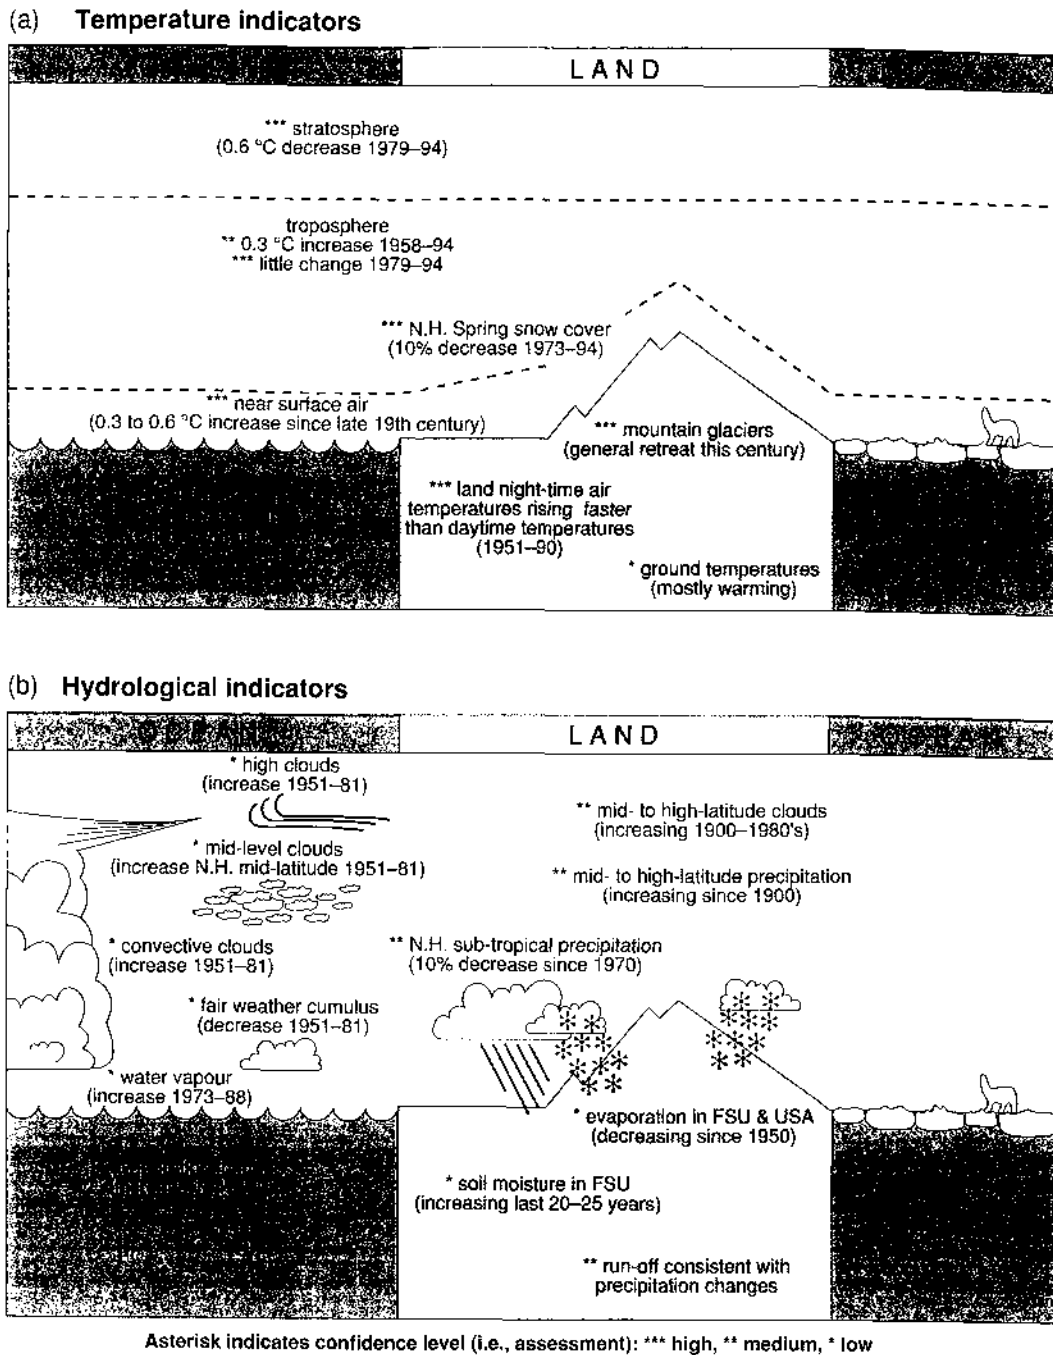 (a) Temperature indicators
LAND
*** stratosphere
(0.6 °C decrease 1979–94)
troposphere
** 0.3 °C increase 1958–94
*** little change 1979–94
*** N.H. Spring snow cover
(10% decrease 1973–94)
*** near surface air
(0.3 to 0.6 °C increase since late 19th century)
*** mountain glaciers
(general retreat this century)
*** land night-time air
temperatures rising faster
than daytime temperatures
(1951–90)
* ground temperatures
(mostly warming)
(b) Hydrological indicators
LAND
* high clouds
(increase 1951–81)
** mid- to high-latitude clouds
(increasing 1900–1980's)
* mid-level clouds
(increase N.H. mid-latitude 1951–81)
** mid- to high-latitude precipitation
(increasing since 1900)
* convective clouds
(increase 1951–81)
** N.H. sub-tropical precipitation
(10% decrease since 1970)
* fair weather cumulus
(decrease 1951–81)
* water vapour
(increase 1973–88)
* evaporation in FSU & USA
(decreasing since 1950)
* soil moisture in FSU
(increasing last 20–25 years)
** run-off consistent with
precipitation changes
Asterisk indicates confidence level (i.e., assessment): *** high, ** medium, * low